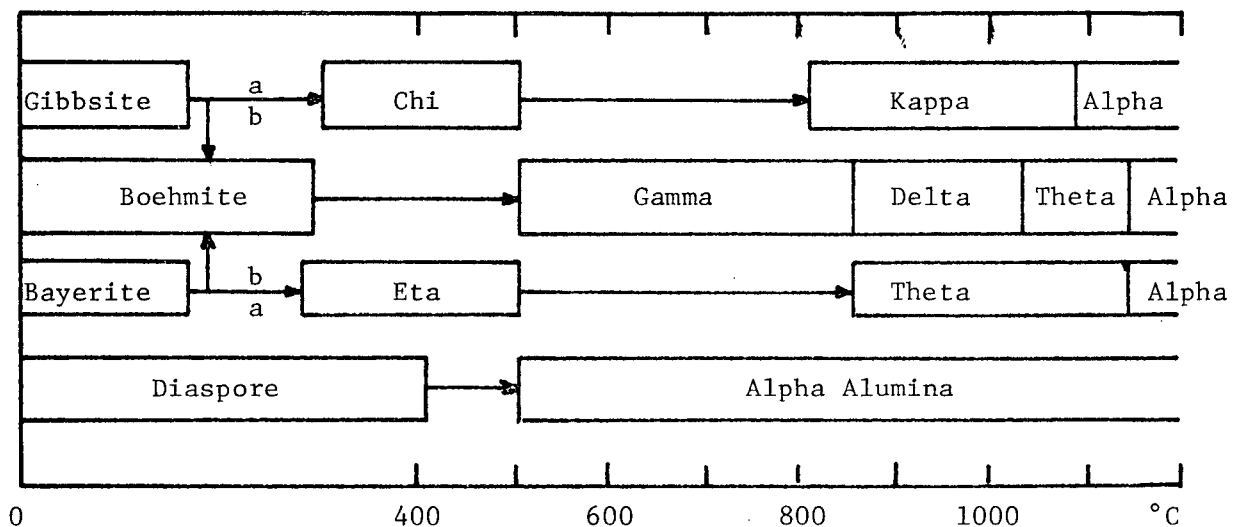 a
Gibbsite Chi Kappa Alpha
b
Boehmite Gamma Delta Theta Alpha
b
Bayerite Eta Theta Alpha
a
Diaspore Alpha Alumina
0 400 600 800 1000 °C